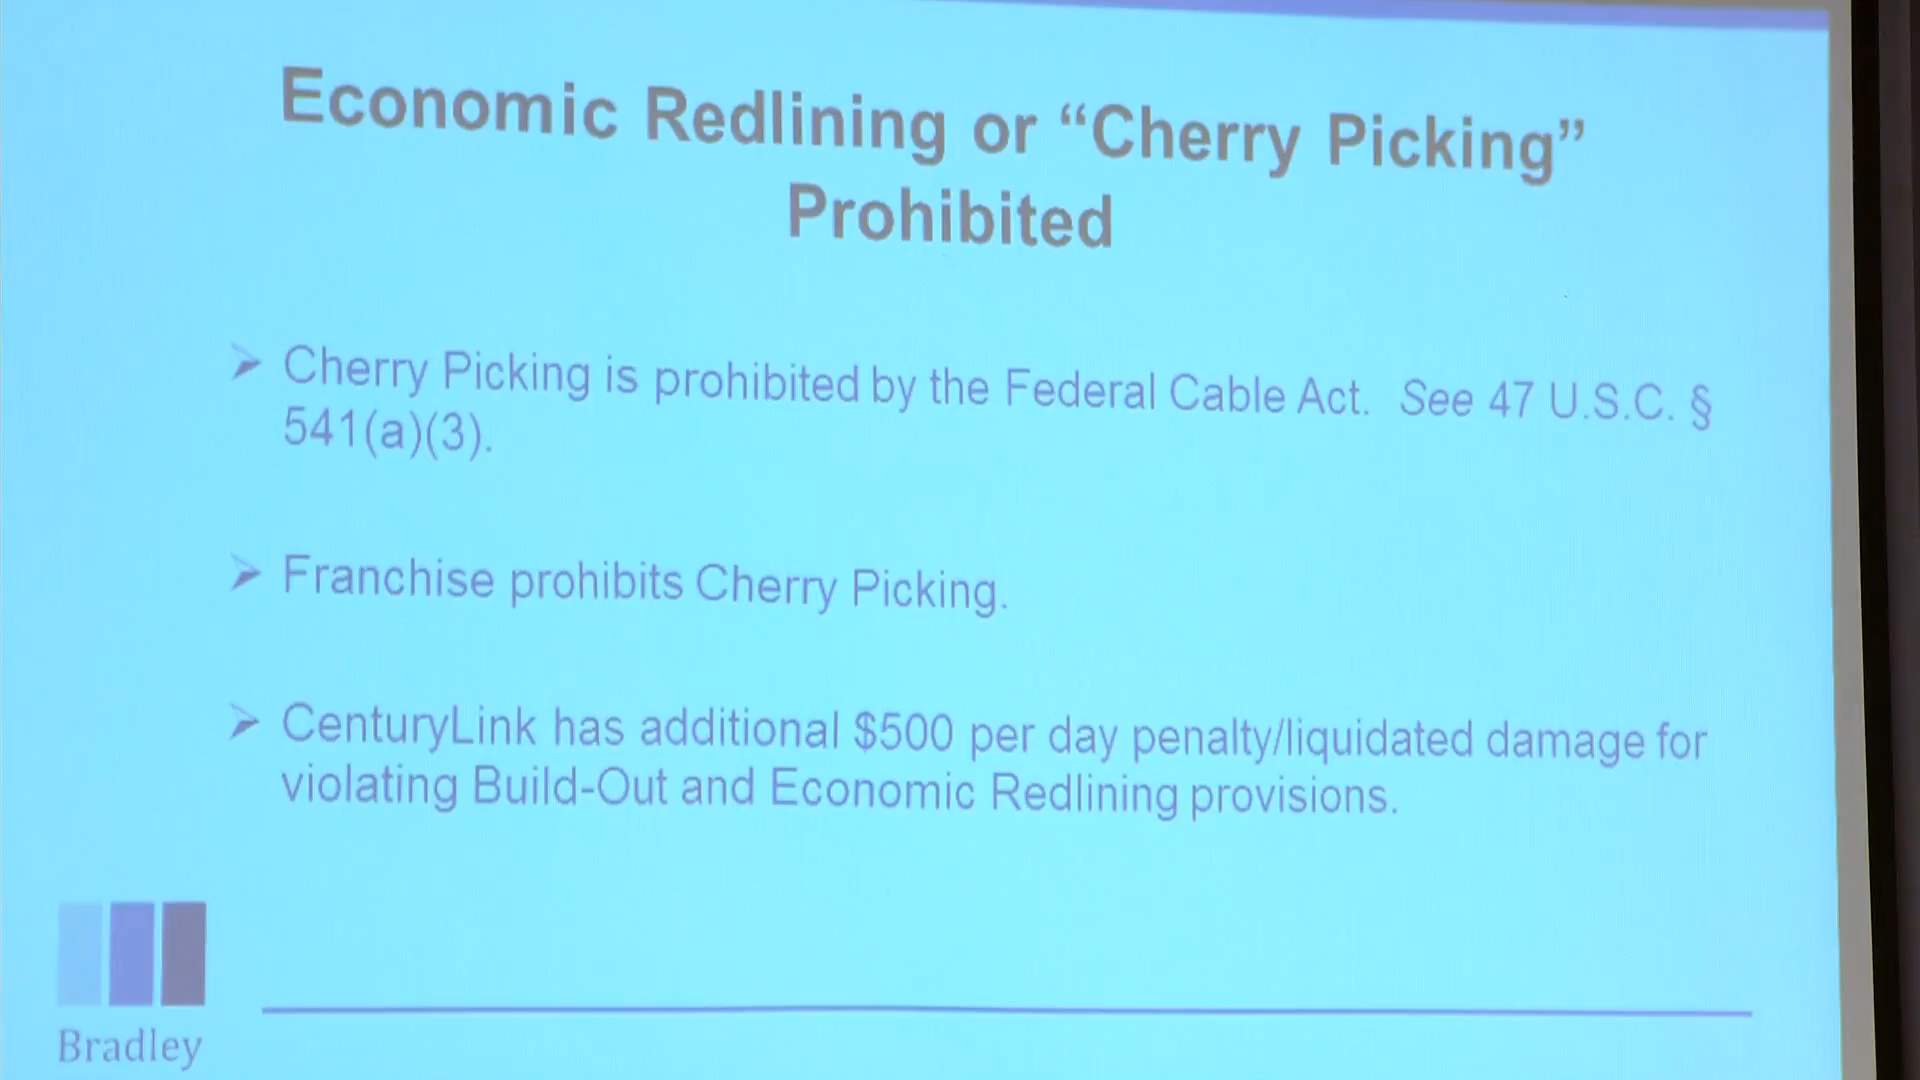 Economic Redlining or “Cherry Picking”
Prohibited
➢ Cherry Picking is prohibited by the Federal Cable Act. See 47 U.S.C. §
541(a)(3).
➢ Franchise prohibits Cherry Picking.
➢ CenturyLink has additional $500 per day penalty/liquidated damage for
violating Build-Out and Economic Redlining provisions.
Bradley